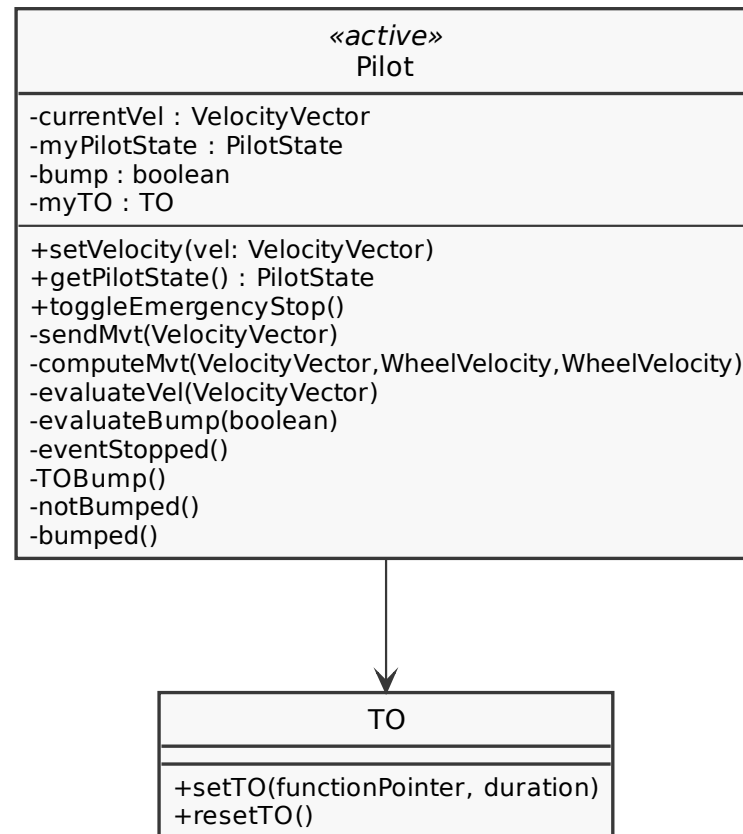 «active»
Pilot
-currentVel : VelocityVector
-myPilotState : PilotState
-bump : boolean
-myTO : TO
+setVelocity(vel: VelocityVector)
+getPilotState() : PilotState
+toggleEmergencyStop()
-sendMvt(VelocityVector)
-computeMvt(VelocityVector,WheelVelocity,WheelVelocity)
-evaluateVel(VelocityVector)
-evaluateBump(boolean)
-eventStopped()
-TOBump()
-notBumped()
-bumped()
TO
+setTO(functionPointer, duration)
+resetTO()